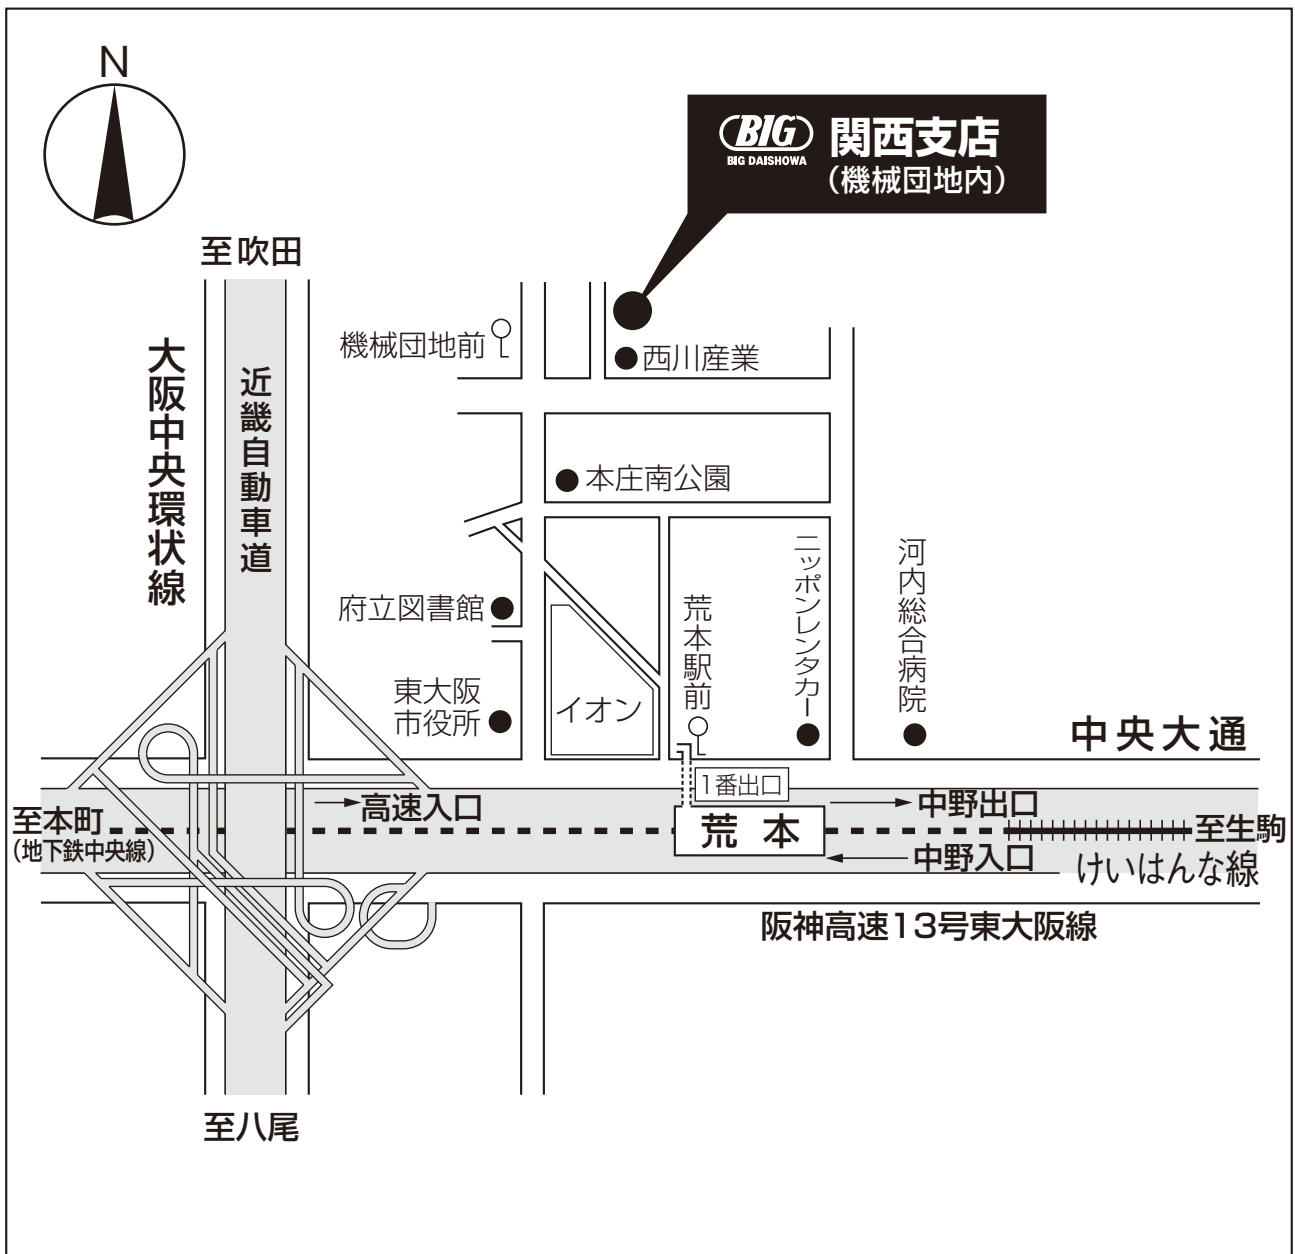 N
BIG
BIG DAISHOWA
関西支店
（機械団地内）
至吹田
大阪中央環状線
近畿自動車道
機械団地前
西川産業
本庄南公園
府立図書館
東大阪
市役所
イオン
荒本駅前
ニッポンレンタカー
河内総合病院
中央大通
1番出口
高速入口
中野出口
至本町
（地下鉄中央線）
荒本
至生駒
中野入口
けいはんな線
阪神高速13号東大阪線
至八尾